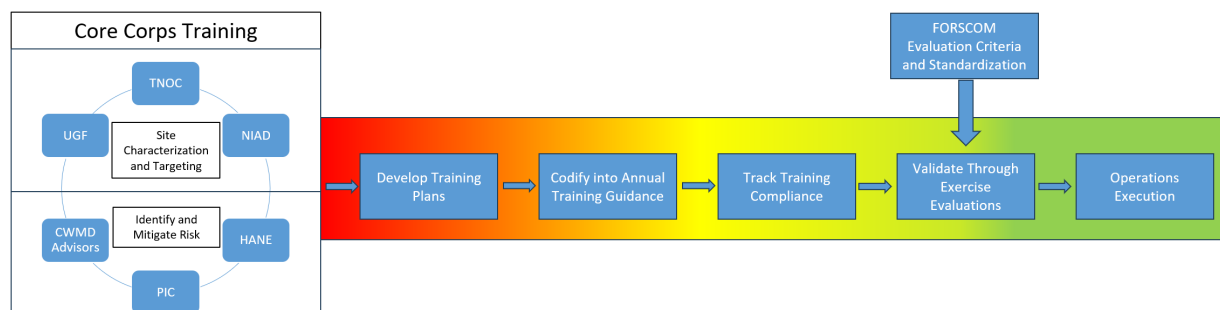 Core Corps Training
TNOC
UGF
Site
Characterization
and Targeting
NIAD
CWMD
Advisors
Identify and
Mitigate Risk
HANE
PIC
Develop Training
Plans
Codify into Annual
Training Guidance
Track Training
Compliance
FORSCOM
Evaluation Criteria
and Standardization
Validate Through
Exercise
Evaluations
Operations
Execution